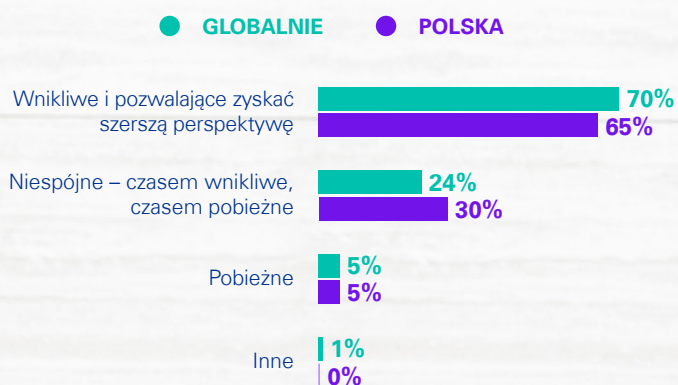 GLOBALNIE POLSKA
Wnikliwe i pozwalające zyskać
szerszą perspektywę
70%
65%
Niespójne – czasem wnikliwe,
czasem pobieżne
24%
30%
Pobieżne
5%
5%
Inne
1%
0%